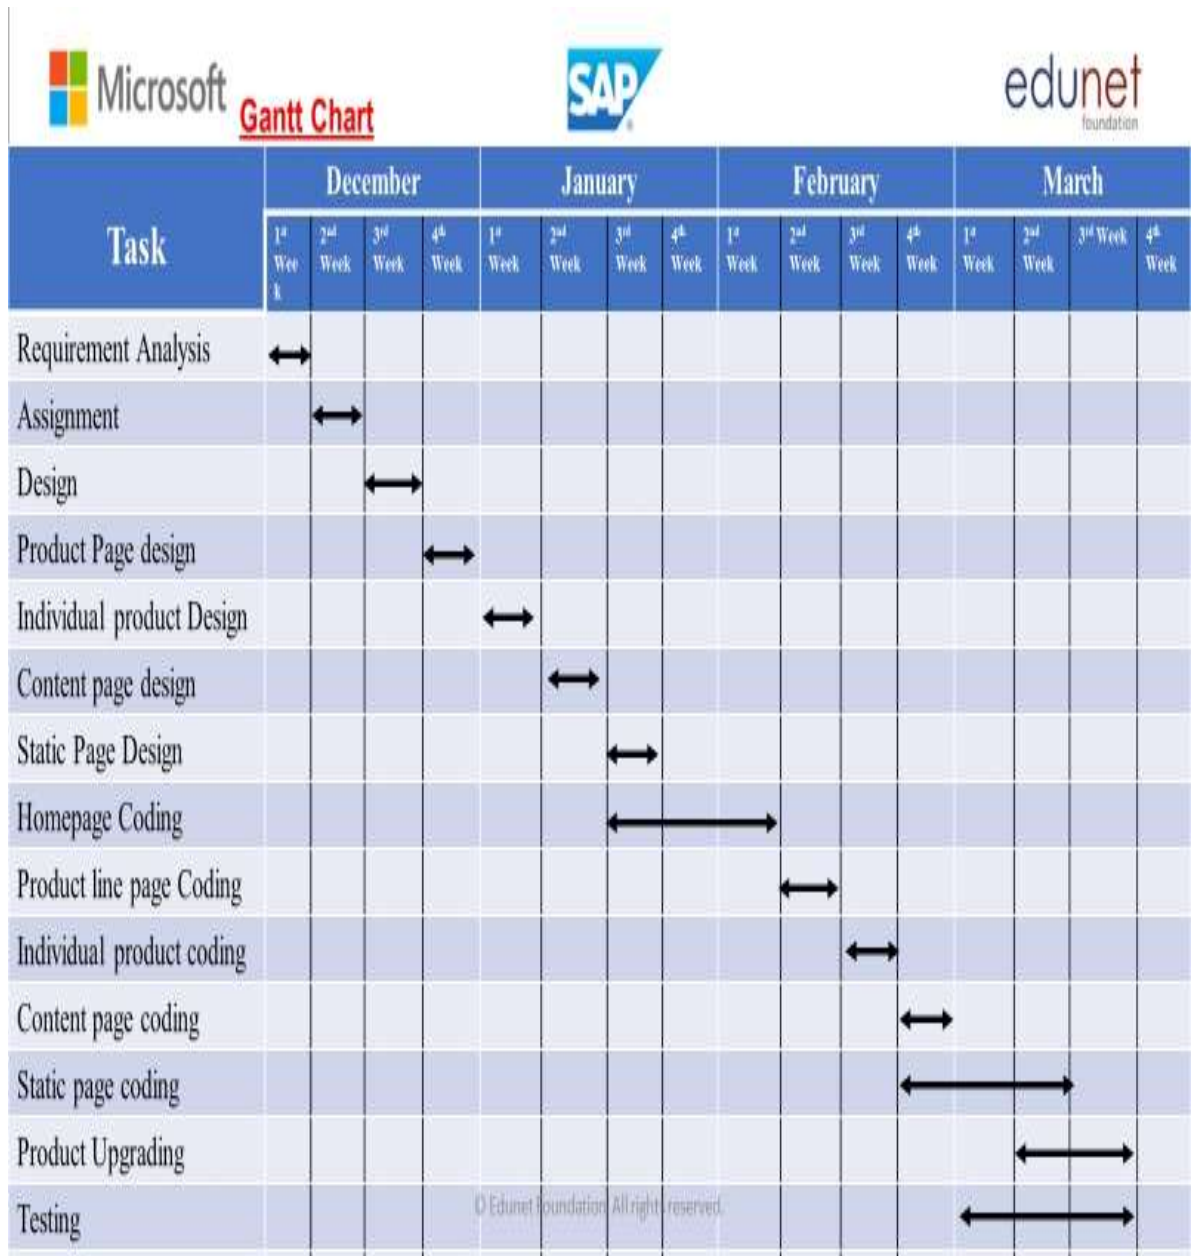 Microsoft
Gantt Chart
SAP
®
edunet
foundation
Task
December
January
February
March
1st Wee k
2nd Week
3rd Week
4th Week
1st Week
2nd Week
3rd Week
4th Week
1st Week
2nd Week
3rd Week
4th Week
1st Week
2nd Week
3rd Week
4th Week
Requirement Analysis
Assignment
Design
Product Page design
Individual product Design
Content page design
Static Page Design
Homepage Coding
Product line page Coding
Individual product coding
Content page coding
Static page coding
Product Upgrading
Testing
© Edunet Foundation. All rights reserved.